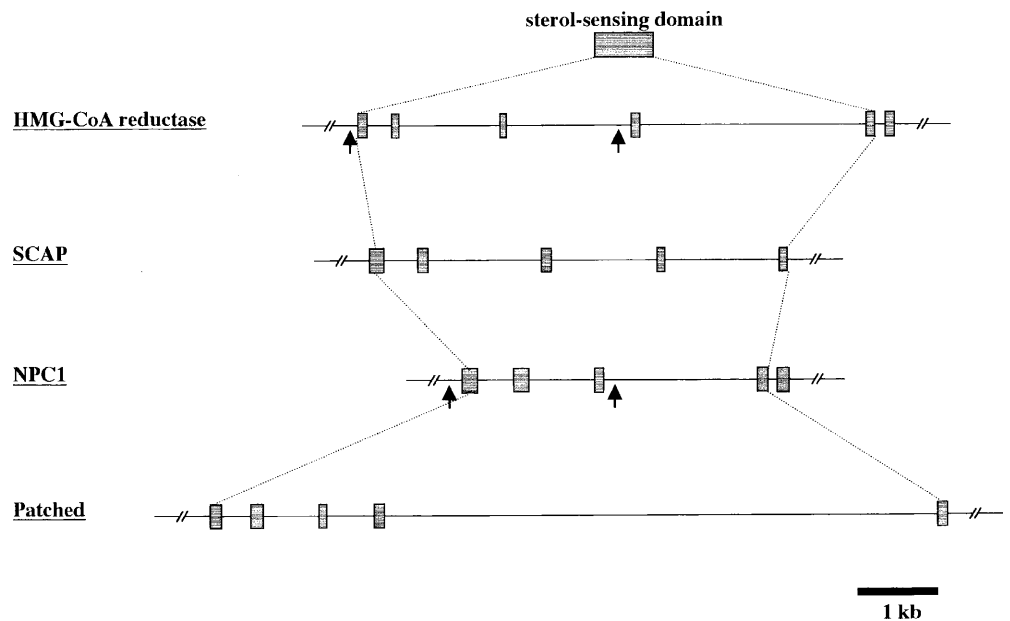 sterol-sensing domain
HMG-CoA reductase
SCAP
NPC1
Patched
1 kb